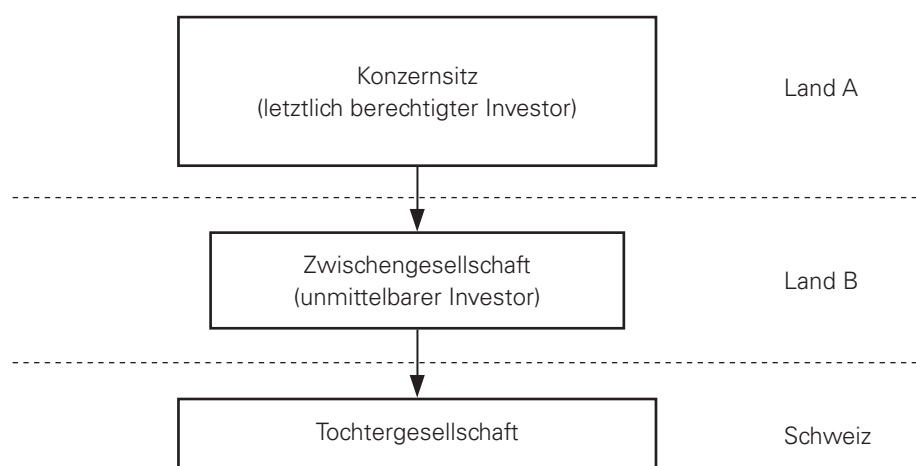 Konzernsitz
(letztlich berechtigter Investor)
Land A
Zwischengesellschaft
(unmittelbarer Investor)
Land B
Tochtergesellschaft
Schweiz